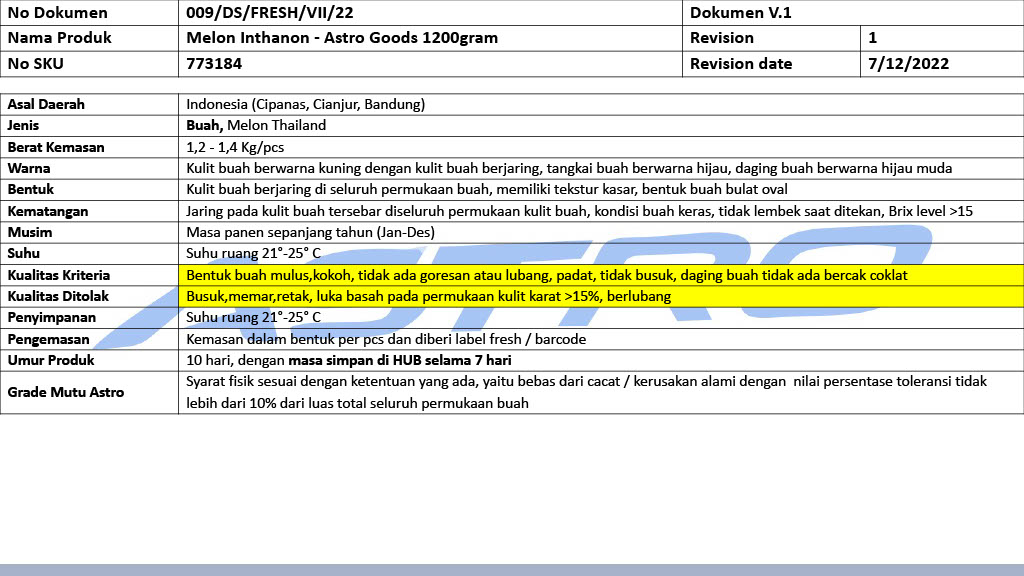 No Dokumen 009/DS/FRESH/VII/22 Dokumen V.1
Nama Produk Melon Inthanon - Astro Goods 1200gram Revision 1
No SKU 773184 Revision date 7/12/2022
Asal Daerah Indonesia (Cipanas, Cianjur, Bandung)
Jenis Buah, Melon Thailand
Berat Kemasan 1,2 - 1,4 Kg/pcs
Warna Kulit buah berwarna kuning dengan kulit buah berjaring, tangkai buah berwarna hijau, daging buah berwarna hijau muda
Bentuk Kulit buah berjaring di seluruh permukaan buah, memiliki tekstur kasar, bentuk buah bulat oval
Kematangan Jaring pada kulit buah tersebar diseluruh permukaan kulit buah, kondisi buah keras, tidak lembek saat ditekan, Brix level >15
Musim Masa panen sepanjang tahun (Jan-Des)
Suhu Suhu ruang 21°-25° C
Kualitas Kriteria Bentuk buah mulus,kokoh, tidak ada goresan atau lubang, padat, tidak busuk, daging buah tidak ada bercak coklat
Kualitas Ditolak Busuk,memar,retak, luka basah pada permukaan kulit karat >15%, berlubang
Penyimpanan Suhu ruang 21°-25° C
Pengemasan Kemasan dalam bentuk per pcs dan diberi label fresh / barcode
Umur Produk 10 hari, dengan masa simpan di HUB selama 7 hari
Grade Mutu Astro Syarat fisik sesuai dengan ketentuan yang ada, yaitu bebas dari cacat / kerusakan alami dengan nilai persentase toleransi tidak
lebih dari 10% dari luas total seluruh permukaan buah
ASTRO